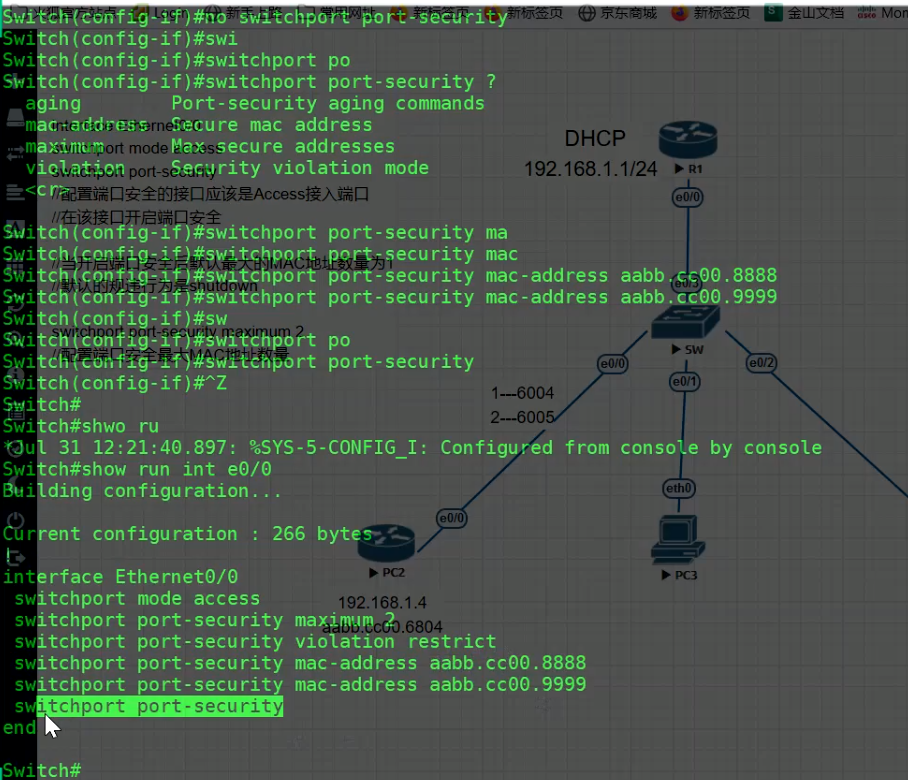 Switch(config-if)#no switchport port-security
新标签页
京东商城
新标签页
金山文档
Switch(config-if)#swi
Switch(config-if)#switchport po
Switch(config-if)#switchport port-security ?
aging Port-security aging commands
mac-address Secure mac address
maximum Max secure addresses
violation Security violation mode
<cr>
switchport mode access
switchport port-security
//配置端口安全的接口应该是Access接入端口
//在该接口开启端口安全
Switch(config-if)#switchport port-security ma
Switch(config-if)#switchport port-security mac
//当开启端口安全后默认最大的MAC地址数量为1
Switch(config-if)#switchport port-security mac-address aabb.cc00.8888
//默认的规违行为是shutdown
Switch(config-if)#switchport port-security mac-address aabb.cc00.9999
Switch(config-if)#sw
switchport port-security maximum 2
Switch(config-if)#switchport po
//配置端口安全最大MAC地址数量
Switch(config-if)#switchport port-security
Switch(config-if)#^Z
Switch#
Switch#shwo ru
*Jul 31 12:21:40.897: %SYS-5-CONFIG_I: Configured from console by console
Switch#show run int e0/0
Building configuration...
Current configuration : 266 bytes
!
interface Ethernet0/0
switchport mode access
switchport port-security maximum 2
switchport port-security violation restrict
switchport port-security mac-address aabb.cc00.8888
switchport port-security mac-address aabb.cc00.9999
switchport port-security
end
Switch#
DHCP
192.168.1.1/24
R1
e0/0
e0/3
SW
e0/0
e0/1
e0/2
1---6004
2---6005
e0/0
eth0
PC2
PC3
192.168.1.4
aabb.cc00.6804